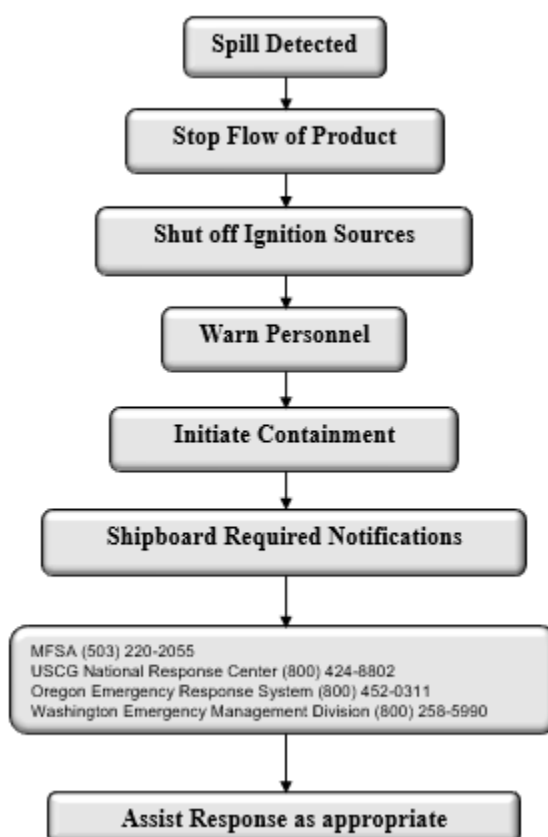 Spill Detected
Stop Flow of Product
Shut off Ignition Sources
Warn Personnel
Initiate Containment
Shipboard Required Notifications
MFSA (503) 220-2055
USCG National Response Center (800) 424-8802
Oregon Emergency Response System (800) 452-0311
Washington Emergency Management Division (800) 258-5990
Assist Response as appropriate